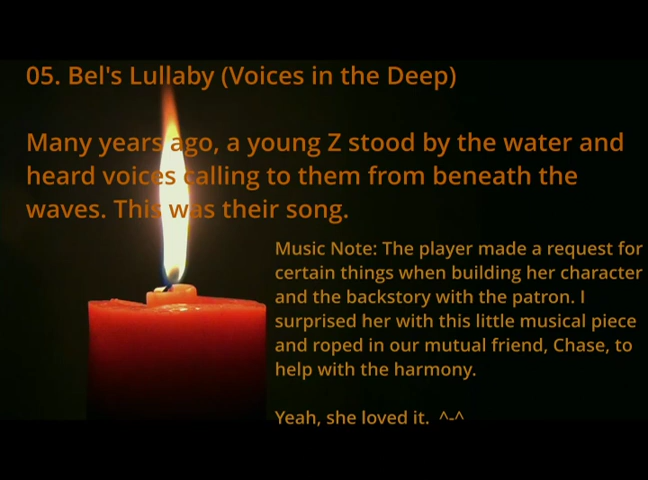 05. Bel's Lullaby (Voices in the Deep)
Many years ago, a young Z stood by the water and
heard voices calling to them from beneath the
waves. This was their song.
Music Note: The player made a request for
certain things when building her character
and the backstory with the patron. I
surprised her with this little musical piece
and roped in our mutual friend, Chase, to
help with the harmony.
Yeah, she loved it. ^-^